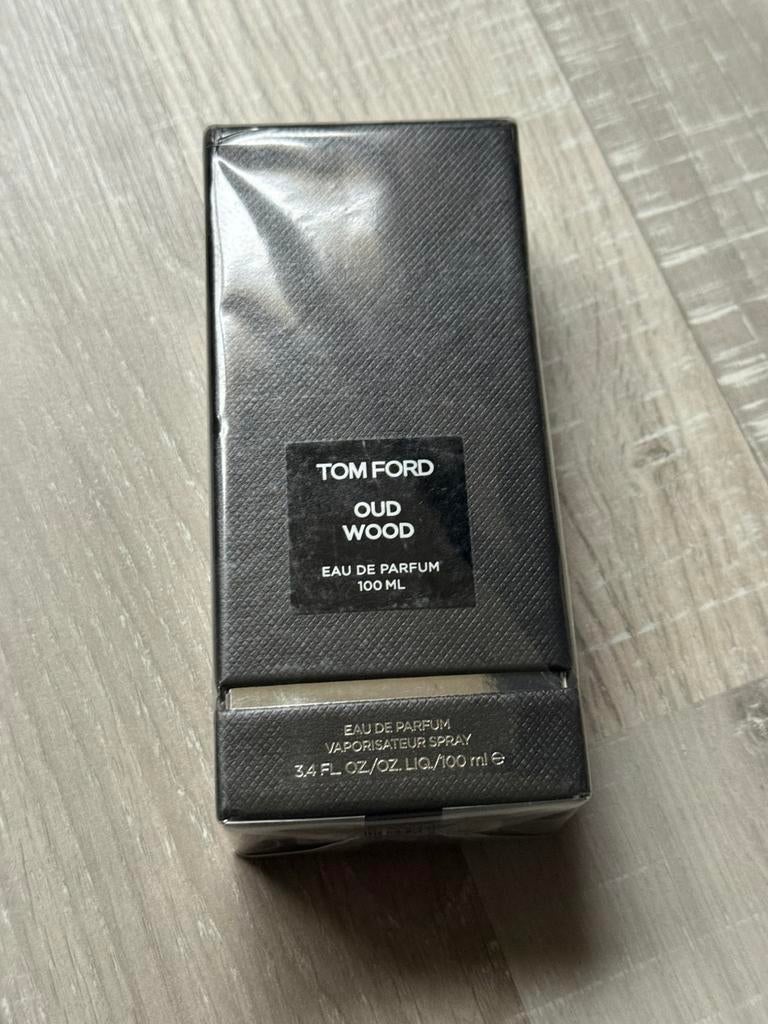 TOM FORD
OUD
WOOD
EAU DE PARFUM
100 ML
EAU DE PARFUM
VAPORISATEUR SPRAY
3.4 FL. OZ./OZ. LIQ./100 ml ℮